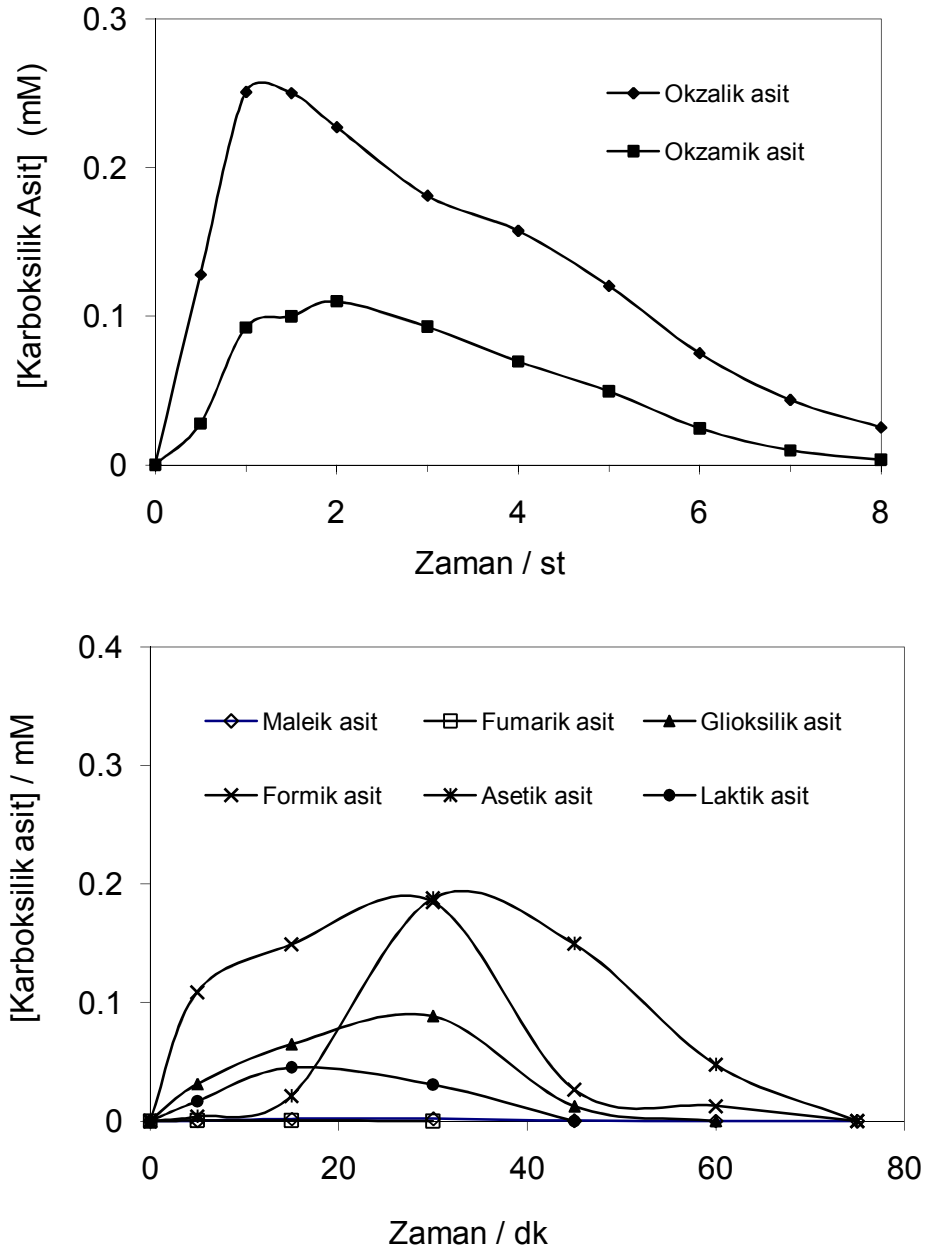 0.3
0.2
0.1
0
[Karboksilik Asit] (mM)
Okzalik asit
Okzamik asit
0 2 4 6 8
Zaman / st
0.4
0.3
0.2
0.1
0
[Karboksilik asit] / mM
Maleik asit Fumarik asit Glioksilik asit
Formik asit Asetik asit Laktik asit
0 20 40 60 80
Zaman / dk